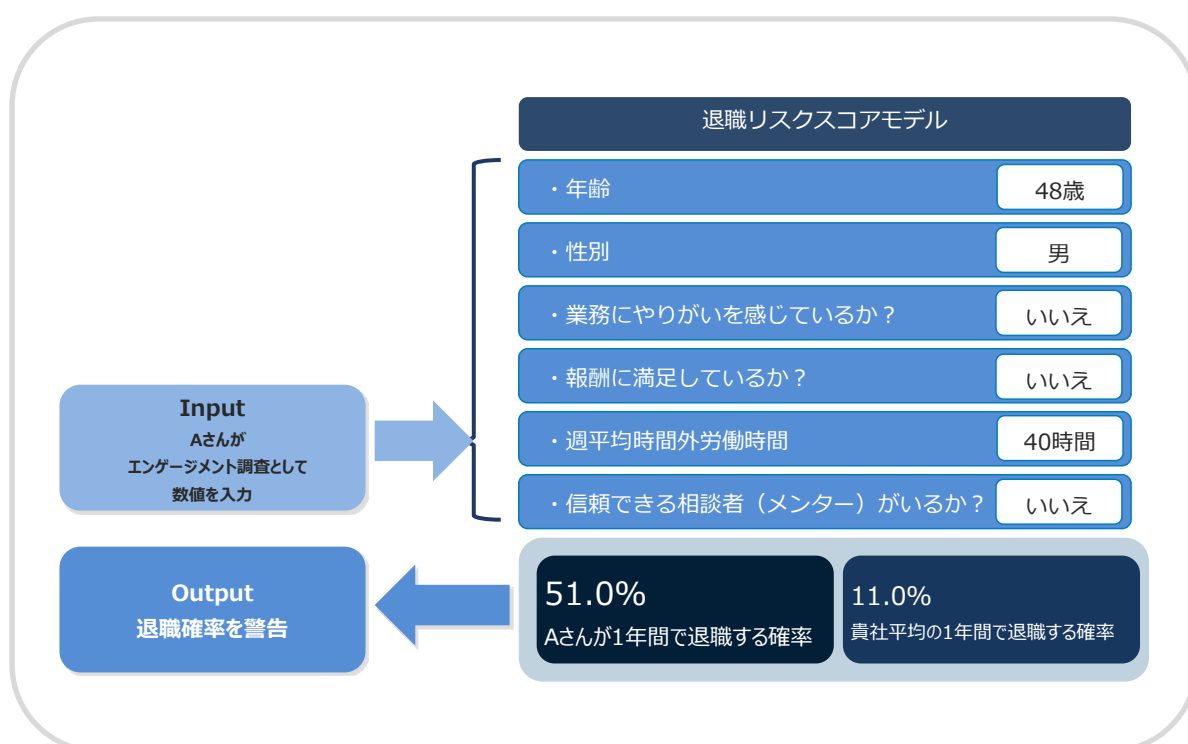 退職リスクスコアモデル
・年齢
48歳
・性別
男
・業務にやりがいを感じているか？
いいえ
・報酬に満足しているか？
いいえ
・週平均時間外労働時間
40時間
・信頼できる相談者（メンター）がいるか？
いいえ
Input
Aさんが
エンゲージメント調査として
数値を入力
Output
退職確率を警告
51.0%
Aさんが1年間で退職する確率
11.0%
貴社平均の1年間で退職する確率